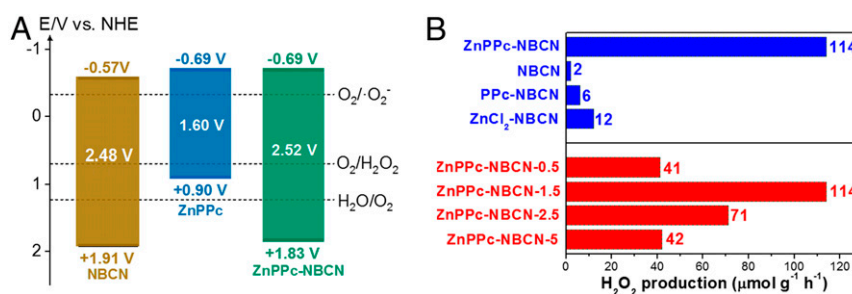 A
E/V vs. NHE
-1
0
1
2
-0.57V
2.48 V
+1.91 V
NBCN
-0.69 V
1.60 V
+0.90 V
ZnPPc
-0.69 V
2.52 V
+1.83 V
ZnPPc-NBCN
O₂/·O₂⁻
O₂/H₂O₂
H₂O/O₂
B
ZnPPc-NBCN 114
NBCN 2
PPc-NBCN 6
ZnCl₂-NBCN 12
ZnPPc-NBCN-0.5 41
ZnPPc-NBCN-1.5 114
ZnPPc-NBCN-2.5 71
ZnPPc-NBCN-5 42
0 20 40 60 80 100 120
H₂O₂ production (μmol g⁻¹ h⁻¹)